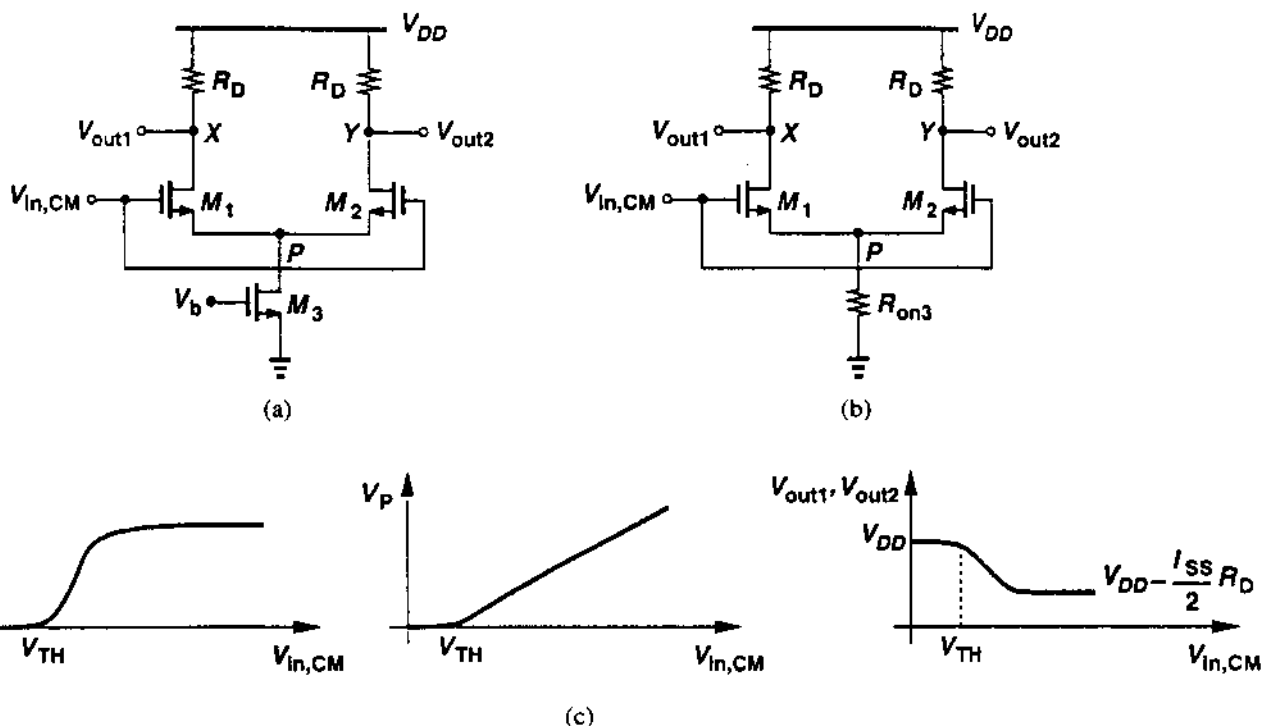 V_DD
R_D
R_D
V_out1
X
Y
V_out2
V_in,CM
M_1
M_2
P
V_b
M_3
(a)
V_DD
R_D
R_D
V_out1
X
Y
V_out2
V_in,CM
M_1
M_2
P
R_on3
(b)
V_TH
V_in,CM
V_P
V_TH
V_in,CM
V_out1, V_out2
V_DD
V_DD - I_SS/2 R_D
V_TH
V_in,CM
(c)